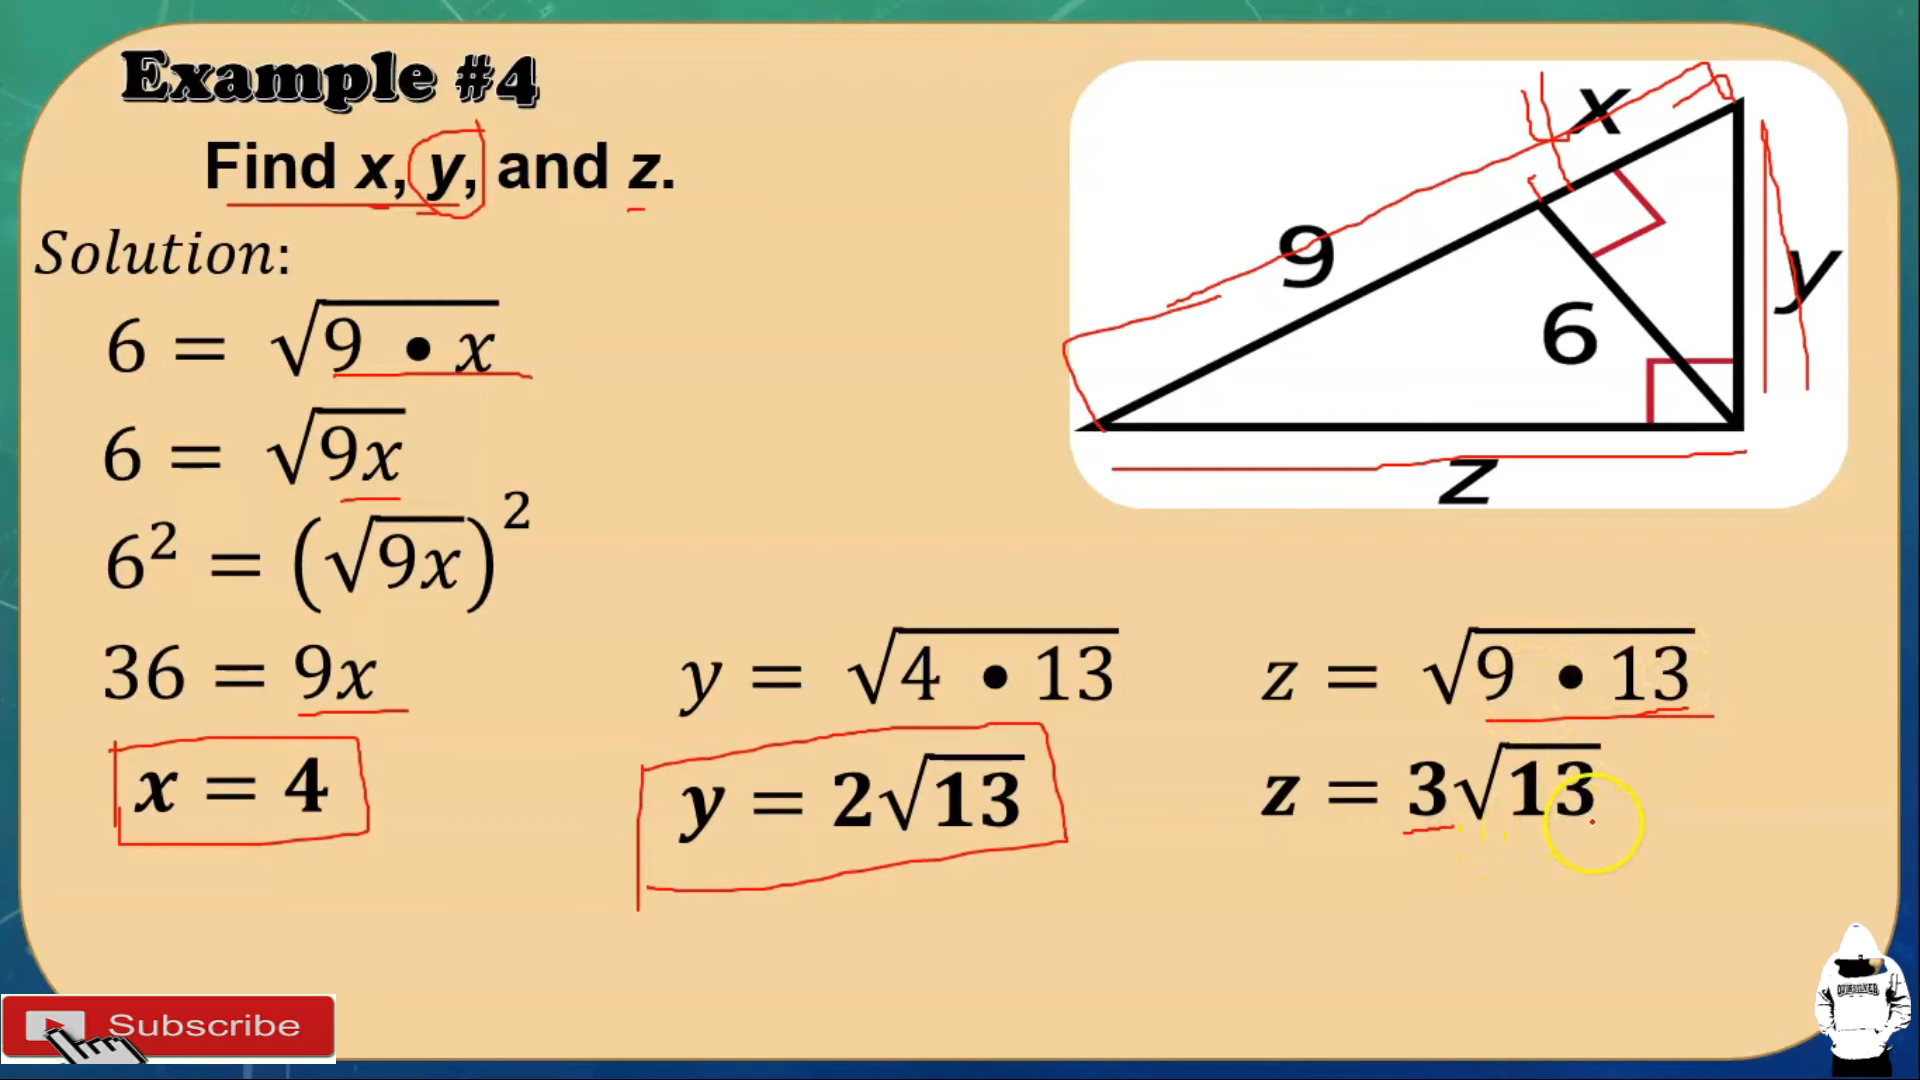 Example #4
Find x, y, and z.
Solution:
6 = √9 • x
6 = √9x
6² = (√9x)²
36 = 9x
x = 4
y = √4 • 13
y = 2√13
z = √9 • 13
z = 3√13
x
9
6
y
z
Subscribe
QUIKSILVER